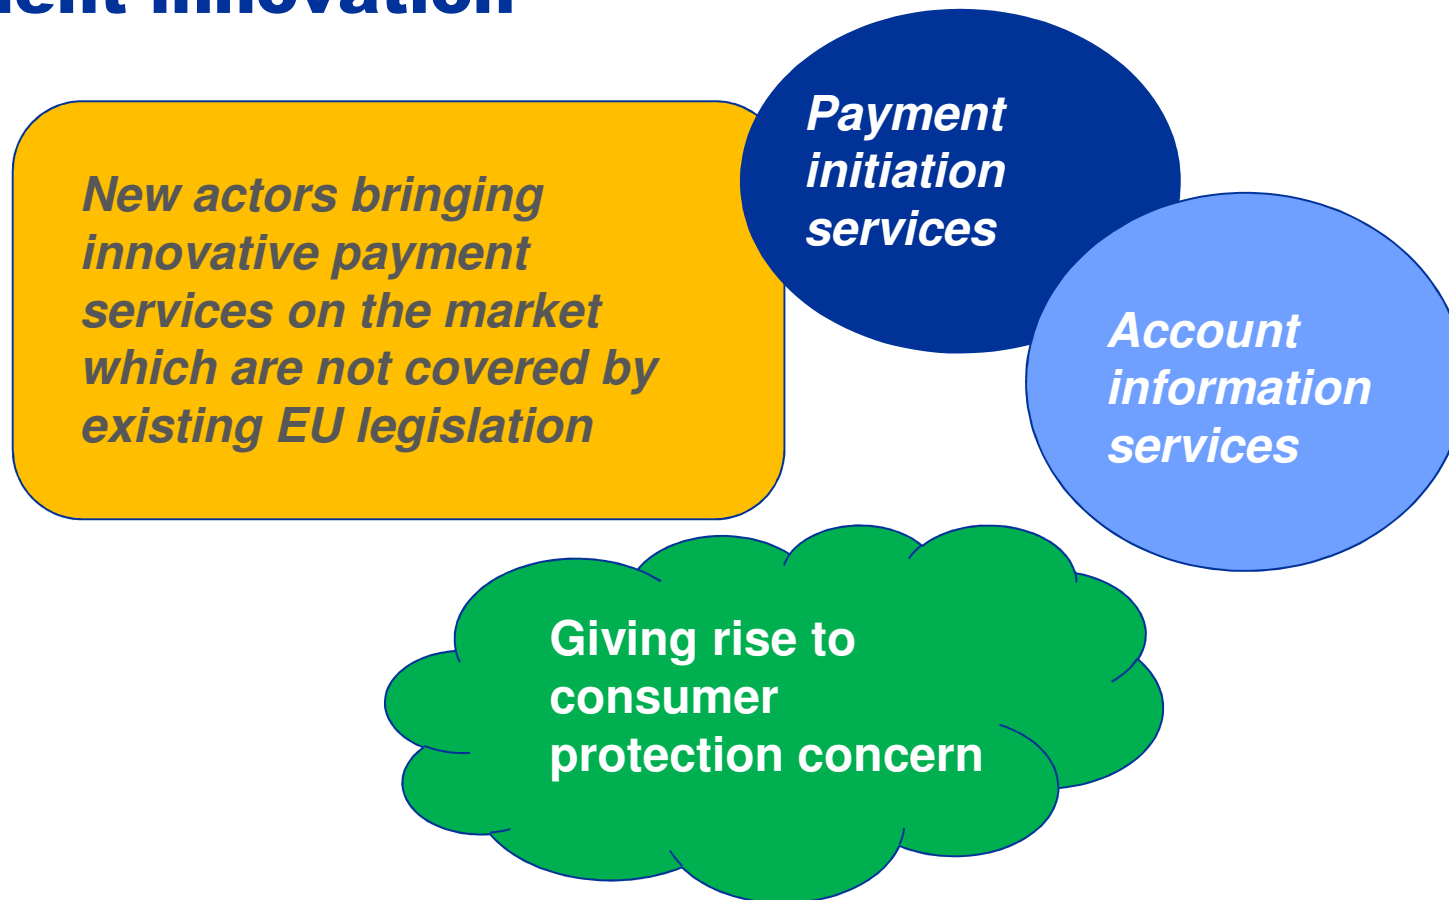 innovation
New actors bringing
innovative payment
services on the market
which are not covered by
existing EU legislation
Payment
initiation
services
Account
information
services
Giving rise to
consumer
protection concern